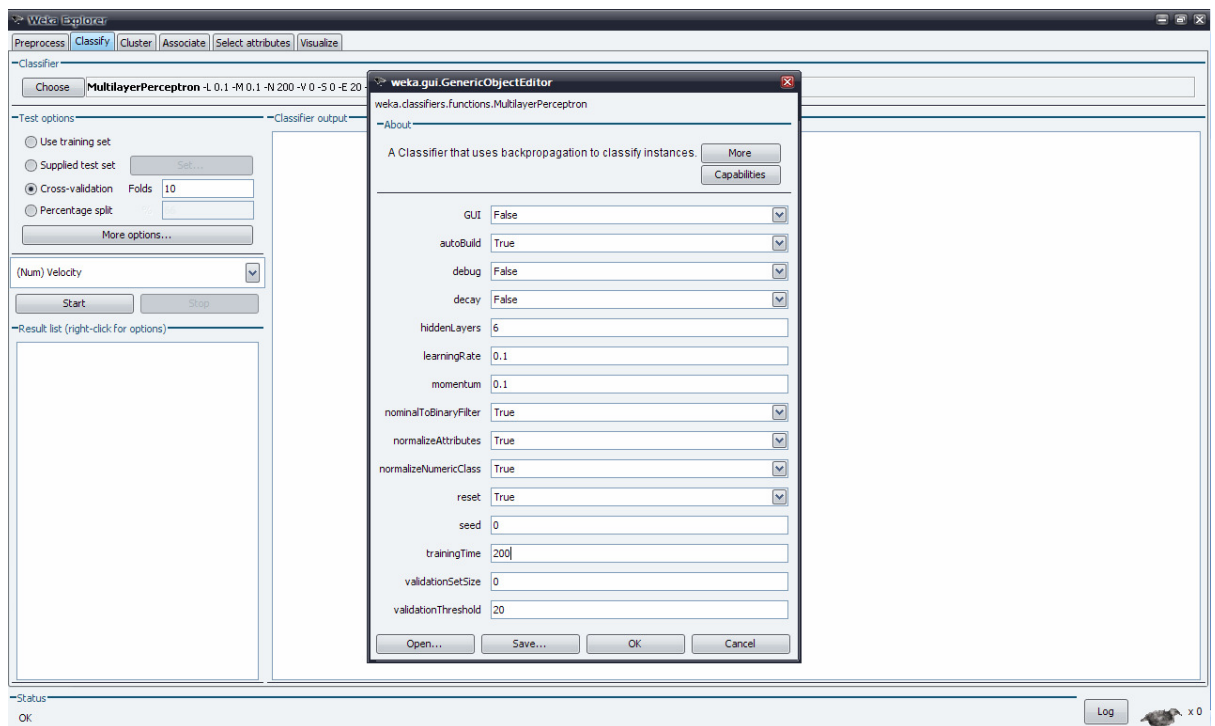 Weka Explorer
Preprocess Classify Cluster Associate Select attributes Visualize
Classifier
Choose MultilayerPerceptron -L 0.1 -M 0.1 -N 200 -V 0 -S 0 -E 20 -
Test options
Use training set
Supplied test set Set...
Cross-validation Folds 10
Percentage split
More options...
(Num) Velocity
Start Stop
Result list (right-click for options)
Classifier output
weka.gui.GenericObjectEditor
weka.classifiers.functions.MultilayerPerceptron
About
A Classifier that uses backpropagation to classify instances. More
Capabilities
GUI False
autoBuild True
debug False
decay False
hiddenLayers 6
learningRate 0.1
momentum 0.1
nominalToBinaryFilter True
normalizeAttributes True
normalizeNumericClass True
reset True
seed 0
trainingTime 200
validationSetSize 0
validationThreshold 20
Open... Save... OK Cancel
Status
OK
Log x 0